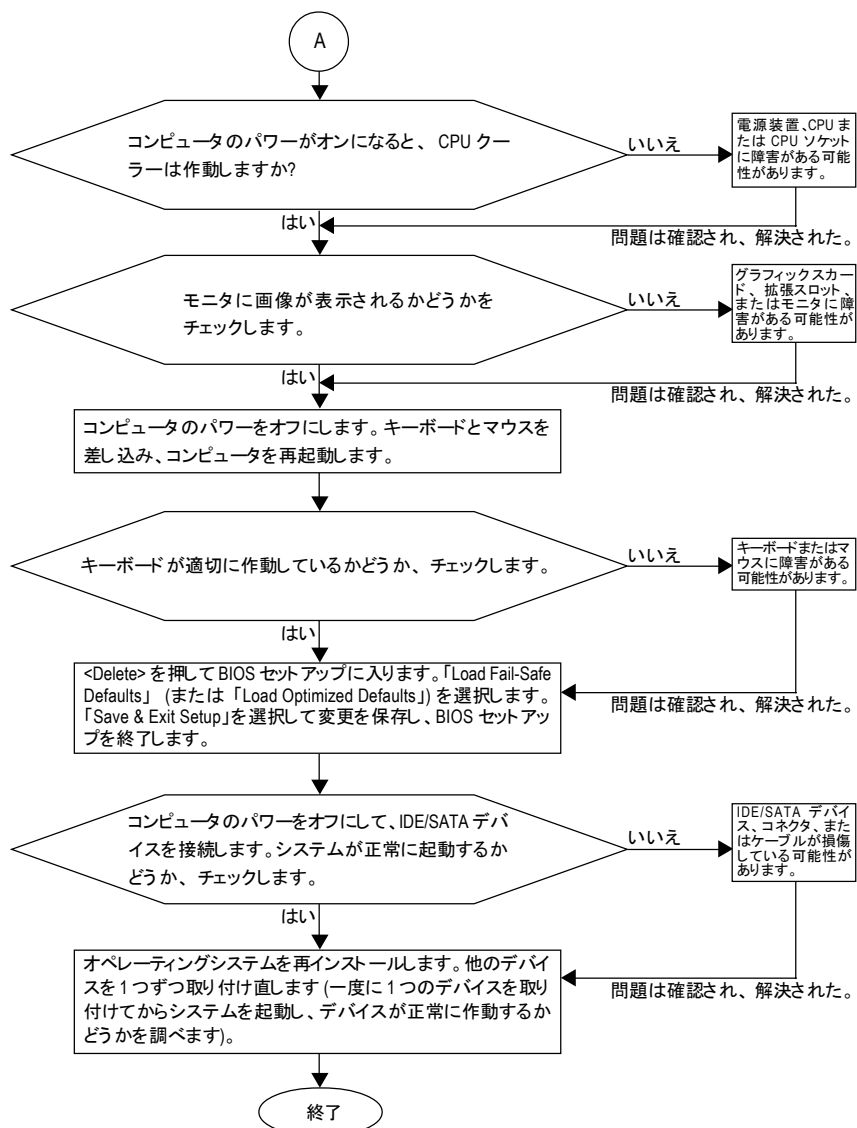 A
コンピュータのパワーがオンになると、 CPU クー
ラーは作動しますか?
いいえ
電源装置、CPU ま
たは CPU ソケット
に障害がある可能
性があります。
はい
問題は確認され、解決された。
モニタに画像が表示されるかどうかを
チェックします。
いいえ
グラフィックスカー
ド、拡張スロット、
またはモニタに障
害がある可能性が
あります。
はい
問題は確認され、解決された。
コンピュータのパワーをオフにします。キーボードとマウスを
差し込み、コンピュータを再起動します。
キーボードが適切に作動しているかどうか、 チェックします。
いいえ
キーボードまたはマ
ウスに障害がある
可能性があります。
はい
<Delete> を押して BIOS セットアップに入ります。「Load Fail-Safe
Defaults」 (または 「Load Optimized Defaults」) を選択します。
「Save & Exit Setup」を選択して変更を保存し、BIOS セットアッ
プを終了します。
問題は確認され、解決された。
コンピュータのパワーをオフにして、IDE/SATA デバ
イスを接続します。システムが正常に起動するか
どうか、 チェックします。
いいえ
IDE/SATA デバイ
ス、コネクタ、また
はケーブルが損傷
している可能性が
あります。
はい
オペレーティングシステムを再インストールします。他のデバイ
スを 1 つずつ取り付け直します (一度に 1 つのデバイスを取り
付けてからシステムを起動し、デバイスが正常に作動するか
どうかを調べます)。
問題は確認され、解決された。
終了